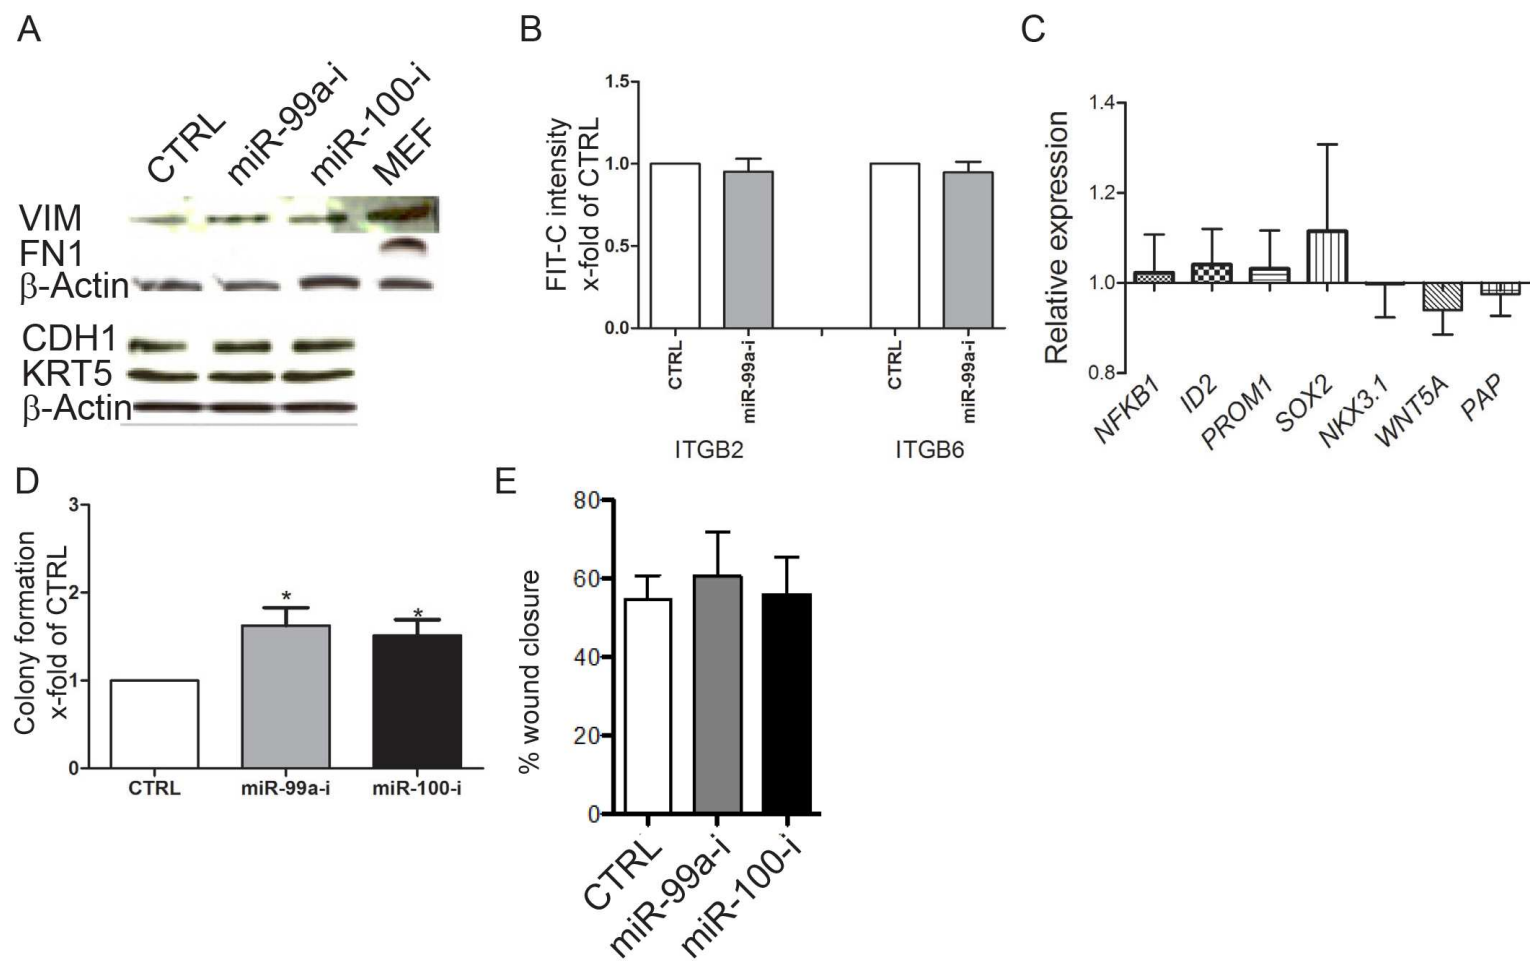 A
CTRL
miR-99a-i
miR-100-i
MEF
VIM
FN1
β-Actin
CDH1
KRT5
β-Actin
B
FIT-C intensity
x-fold of CTRL
1.5
1.0
0.5
0.0
CTRL
miR-99a-i
CTRL
miR-99a-i
ITGB2
ITGB6
C
Relative expression
1.4
1.2
1.0
0.8
NFKB1
ID2
PROM1
SOX2
NKX3.1
WNT5A
PAP
D
Colony formation
x-fold of CTRL
3
2
1
0
*
*
CTRL
miR-99a-i
miR-100-i
E
% wound closure
80
60
40
20
0
CTRL
miR-99a-i
miR-100-i